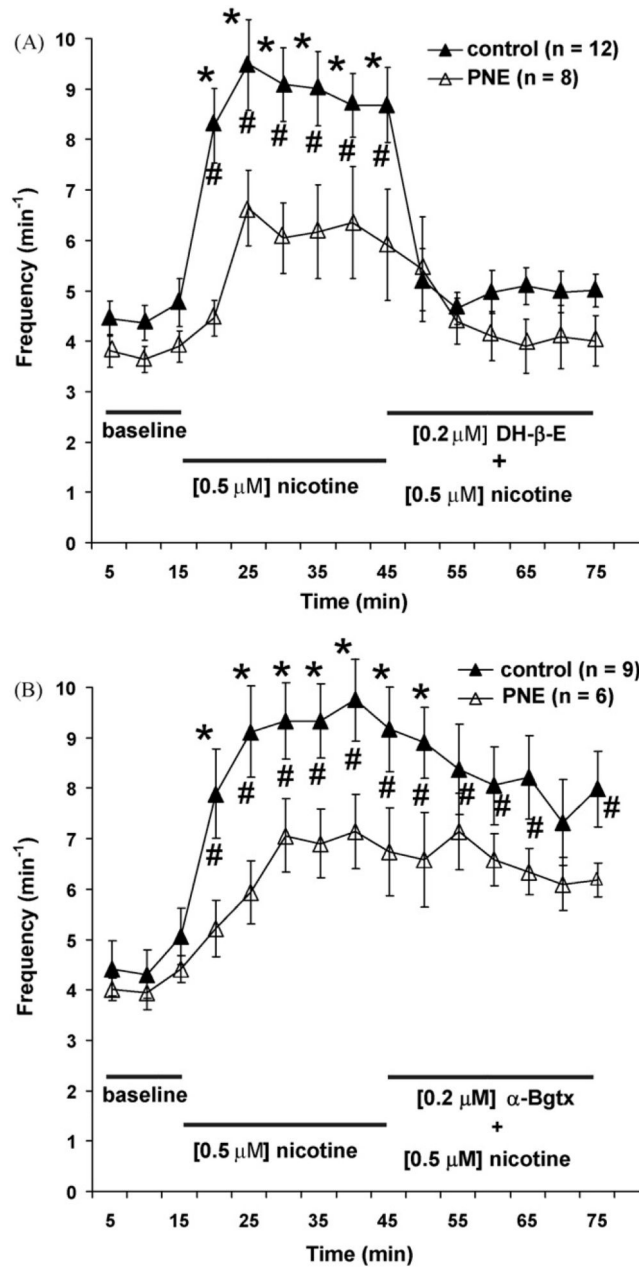 (A)
10
9
8
7
6
5
4
3
2
1
0
Frequency (min⁻¹)
* * * * * *
# # # # # #
control (n = 12)
PNE (n = 8)
baseline
[0.5 μM] nicotine
[0.2 μM] DH-β-E
+
[0.5 μM] nicotine
5 15 25 35 45 55 65 75
Time (min)
(B)
10
9
8
7
6
5
4
3
2
1
0
Frequency (min⁻¹)
* * * * * * *
# # # # # # # # # # #
control (n = 9)
PNE (n = 6)
baseline
[0.5 μM] nicotine
[0.2 μM] α-Bgtx
+
[0.5 μM] nicotine
5 15 25 35 45 55 65 75
Time (min)